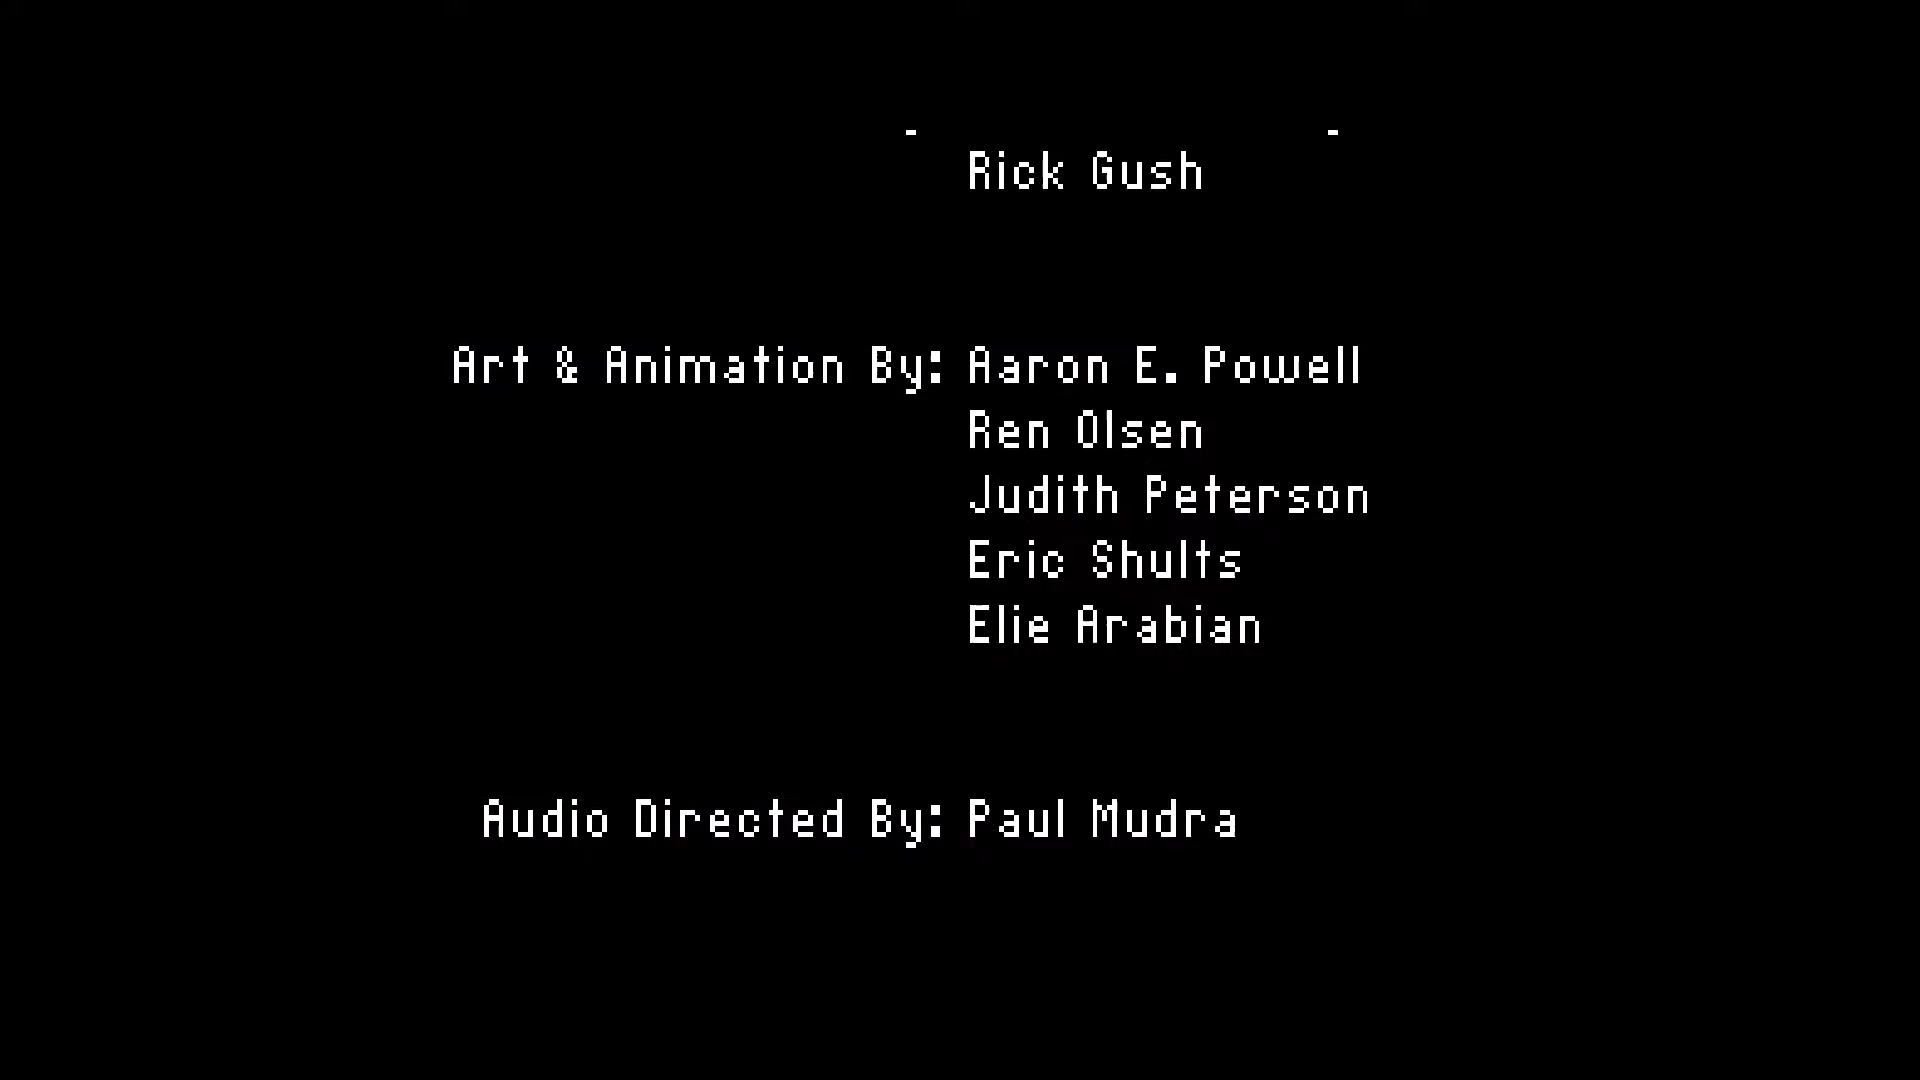 Rick Gush
Art & Animation By: Aaron E. Powell
Ren Olsen
Judith Peterson
Eric Shults
Elie Arabian
Audio Directed By: Paul Mudra